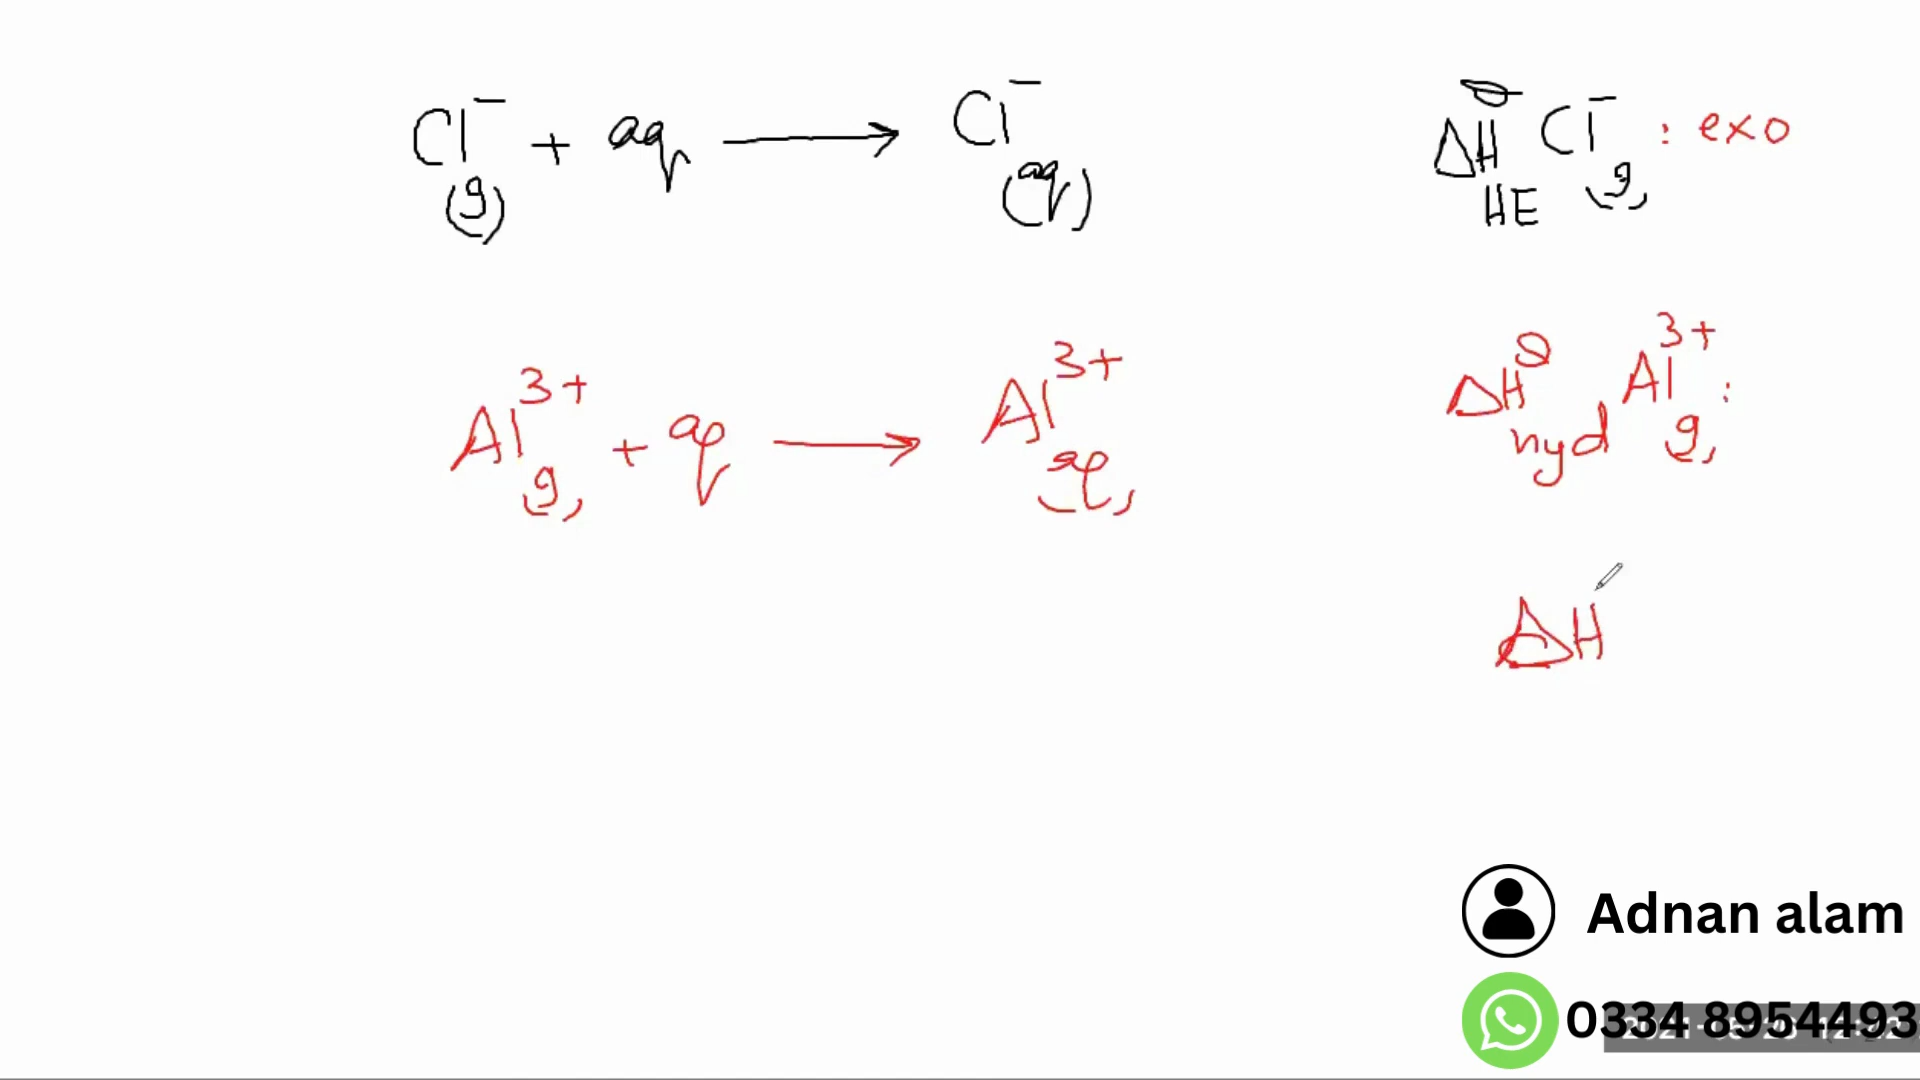 Cl⁻(g) + aq ⟶ Cl⁻(aq) ΔH⦵HE Cl⁻(g) : exo
Al³⁺(g) + aq ⟶ Al³⁺(aq) ΔH⦵hyd Al³⁺(g) :
ΔH
Adnan alam
0334 8954493